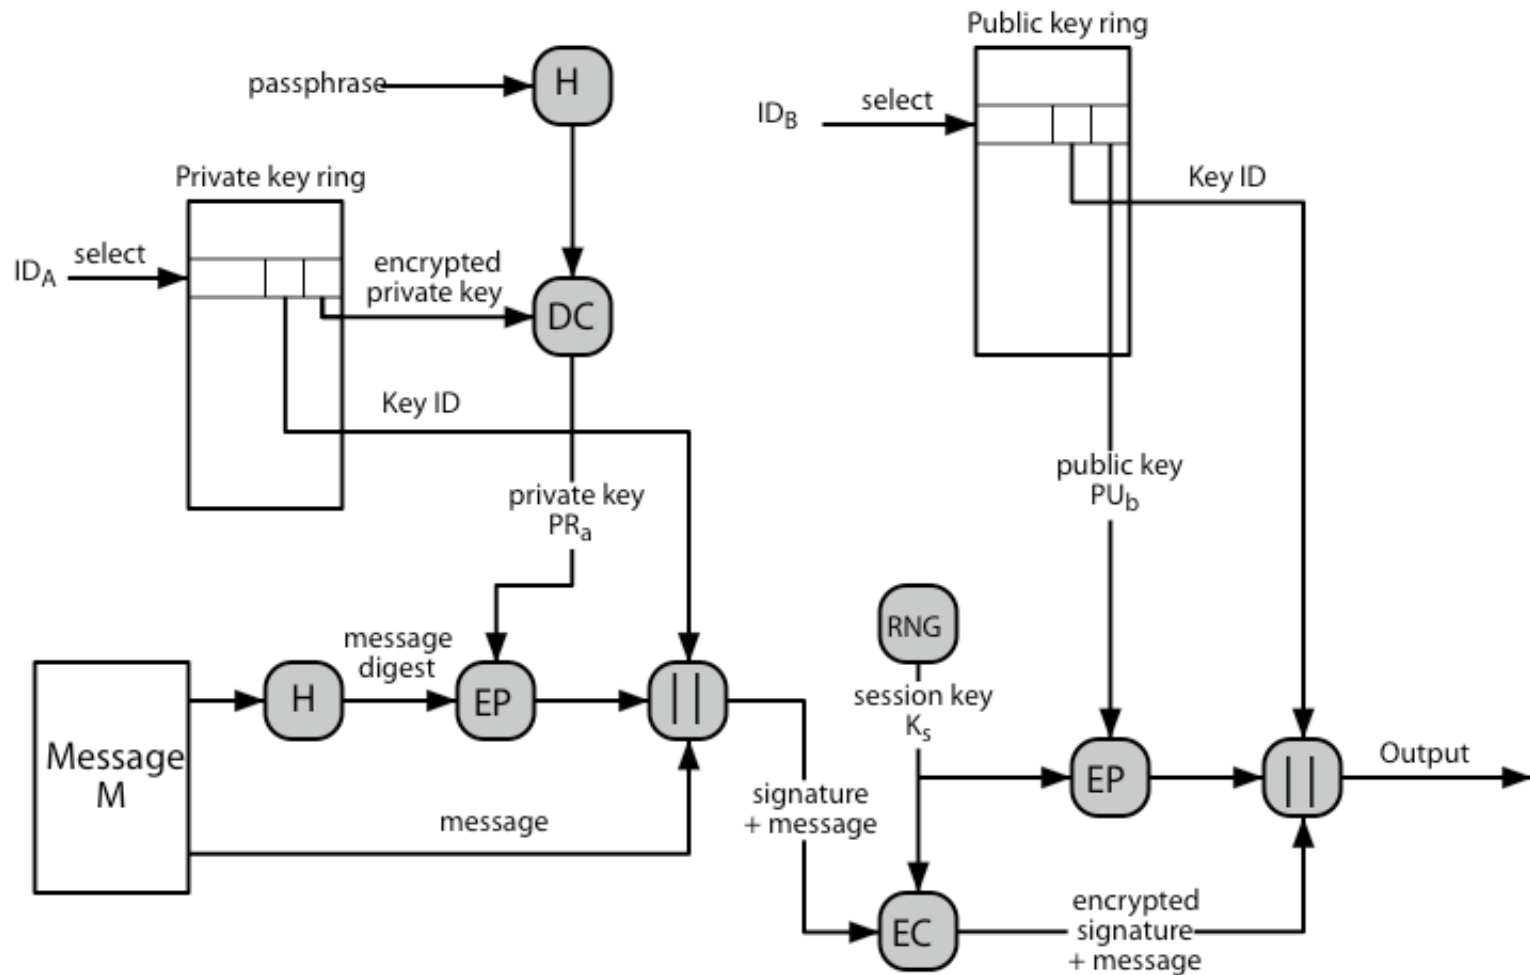 Public key ring
passphrase
H
ID_B
select
Private key ring
Key ID
ID_A
select
encrypted
private key
DC
Key ID
public key
PU_b
private key
PR_a
RNG
message
digest
session key
K_s
H
EP
||
Message
M
EP
||
Output
signature
+ message
message
EC
encrypted
signature
+ message